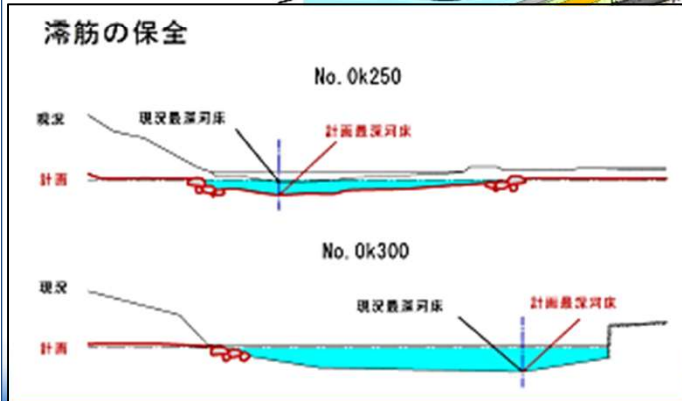 澪筋の保全
No. 0k250
現況
現況最深河床
計画最深河床
計画
No. 0k300
現況
現況最深河床
計画最深河床
計画